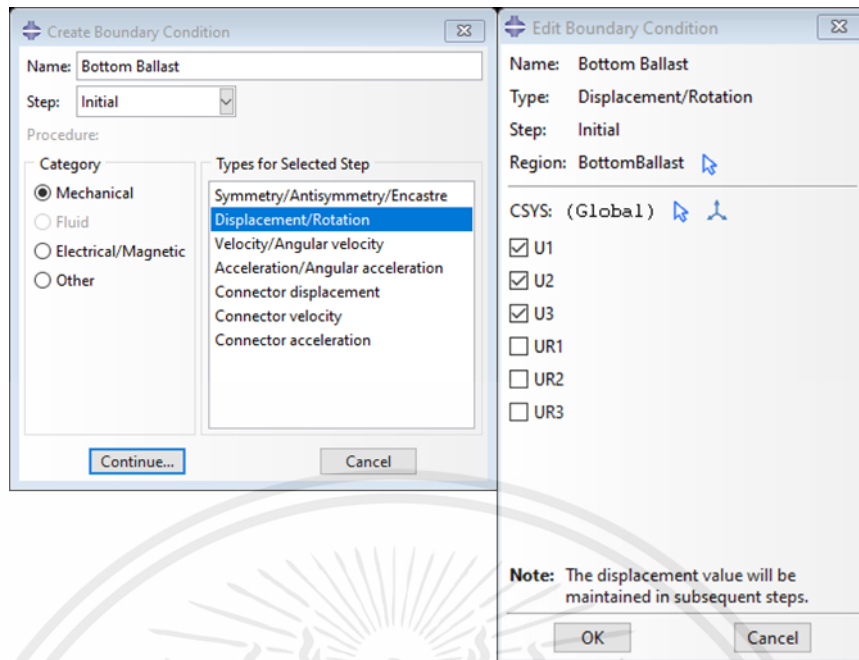 Create Boundary Condition
Name: Bottom Ballast
Step: Initial
Procedure:
Category
Mechanical
Fluid
Electrical/Magnetic
Other
Types for Selected Step
Symmetry/Antisymmetry/Encastre
Displacement/Rotation
Velocity/Angular velocity
Acceleration/Angular acceleration
Connector displacement
Connector velocity
Connector acceleration
Continue...
Cancel
Edit Boundary Condition
Name: Bottom Ballast
Type: Displacement/Rotation
Step: Initial
Region: BottomBallast
CSYS: (Global)
U1
U2
U3
UR1
UR2
UR3
Note: The displacement value will be
maintained in subsequent steps.
OK
Cancel